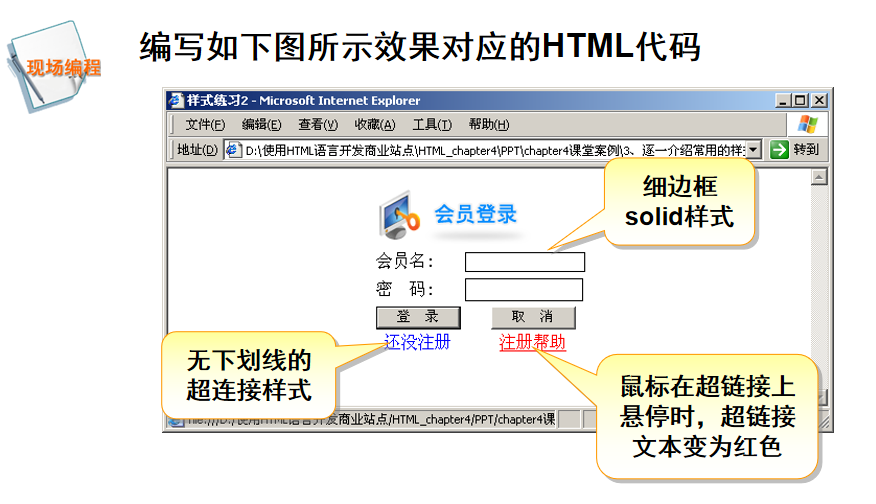 现场编程
编写如下图所示效果对应的HTML代码
样式练习2 - Microsoft Internet Explorer
文件(F) 编辑(E) 查看(V) 收藏(A) 工具(T) 帮助(H)
地址(D) D:\使用HTML语言开发商业站点\HTML_chapter4\PPT\chapter4课堂案例\3、逐一介绍常用的样 转到
细边框
solid样式
会员登录
会员名：
密 码：
登 录 取 消
还没注册 注册帮助
无下划线的
超连接样式
鼠标在超链接上
悬停时，超链接
文本变为红色
file:///D:/使用HTML语言开发商业站点/HTML_chapter4/PPT/chapter4课